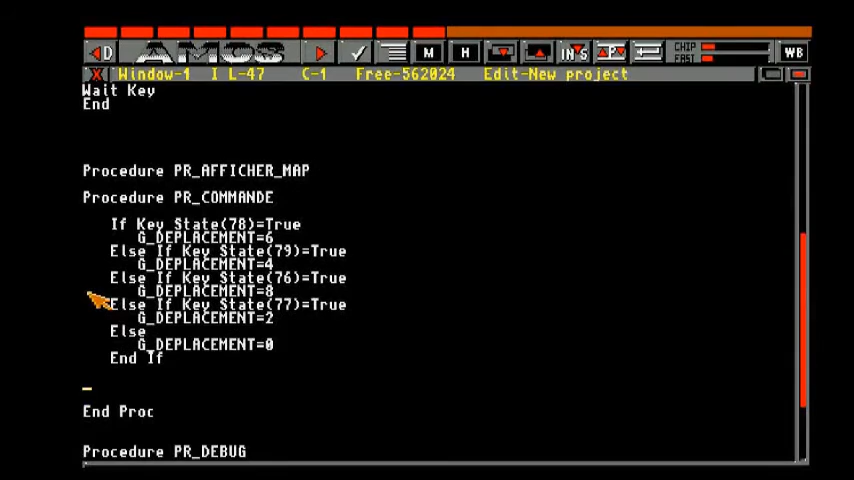 D AMOS M H INS AP CHIP FAST WB
Window-1 I L-47 C-1 Free-562024 Edit-New project
Wait Key
End
Procedure PR_AFFICHER_MAP
Procedure PR_COMMANDE
If Key State(78)=True
G_DEPLACEMENT=6
Else If Key State(79)=True
G_DEPLACEMENT=4
Else If Key State(76)=True
G_DEPLACEMENT=8
Else If Key State(77)=True
G_DEPLACEMENT=2
Else
G_DEPLACEMENT=0
End If
End Proc
Procedure PR_DEBUG